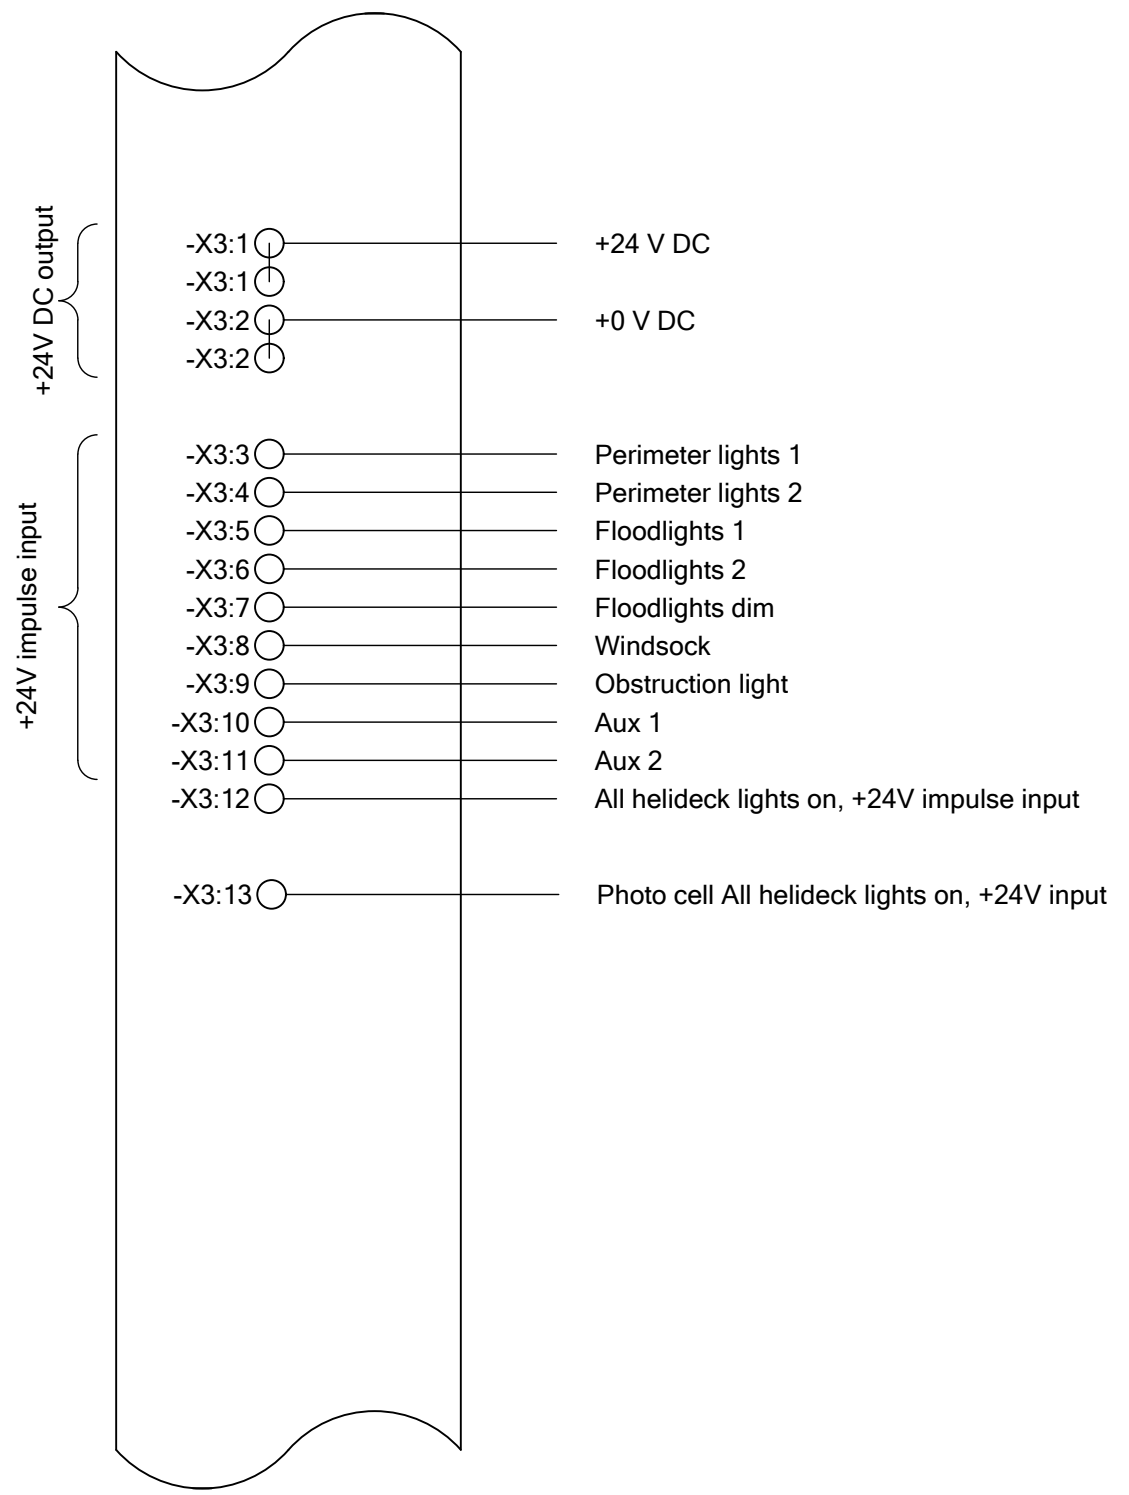 +24V DC output
-X3:1 +24 V DC
-X3:1
-X3:2 +0 V DC
-X3:2
+24V impulse input
-X3:3 Perimeter lights 1
-X3:4 Perimeter lights 2
-X3:5 Floodlights 1
-X3:6 Floodlights 2
-X3:7 Floodlights dim
-X3:8 Windsock
-X3:9 Obstruction light
-X3:10 Aux 1
-X3:11 Aux 2
-X3:12 All helideck lights on, +24V impulse input
-X3:13 Photo cell All helideck lights on, +24V input